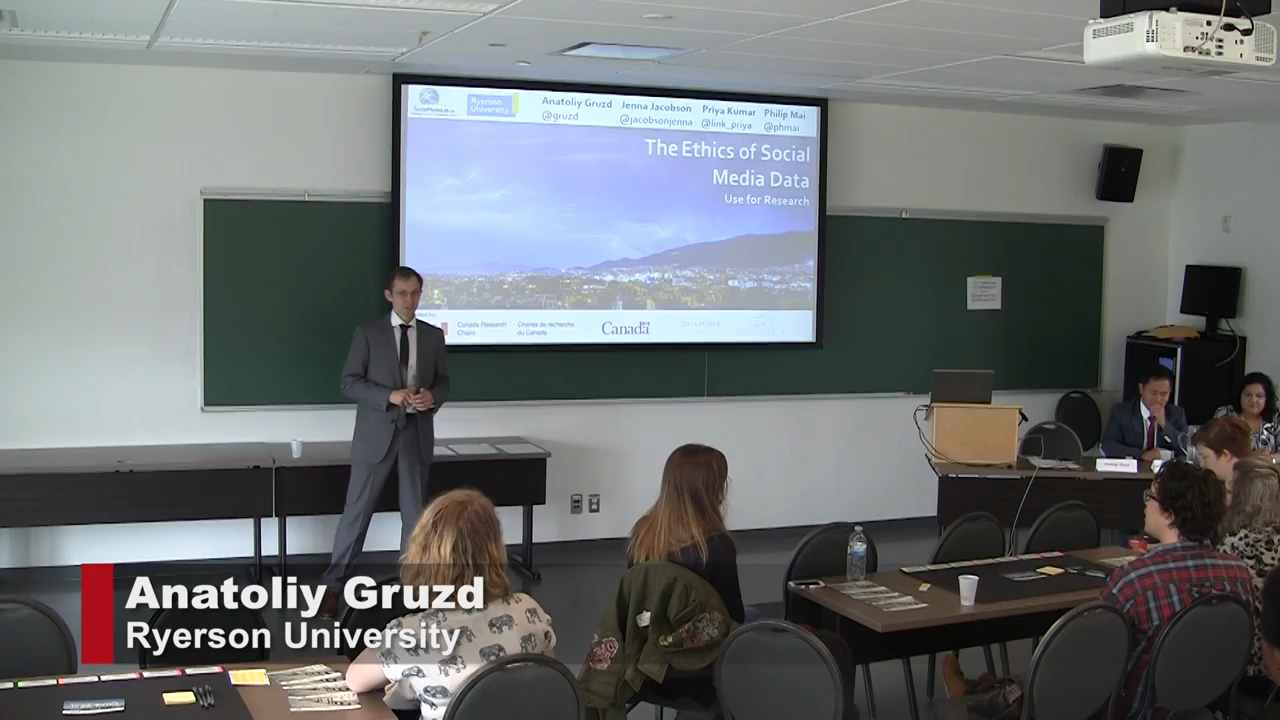 SocialMediaLab.ca
Ryerson
University
Anatoliy Gruzd
@gruzd
Jenna Jacobson
@jacobsonjenna
Priya Kumar
@link_priya
Philip Mai
@phmai
The Ethics of Social
Media Data
Use for Research
Canada Research
Chairs
Chaires de recherche
du Canada
Canada
DATA POWER
Anatoliy Gruzd
Ryerson University